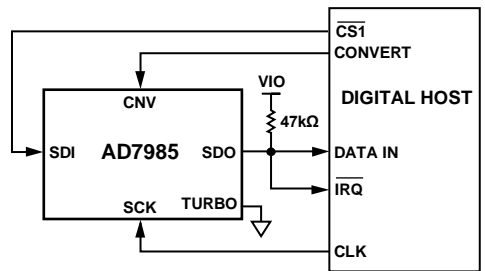 CS1
CONVERT
CNV
VIO
DIGITAL HOST
47kΩ
SDI
AD7985
SDO
DATA IN
IRQ
SCK
TURBO
CLK